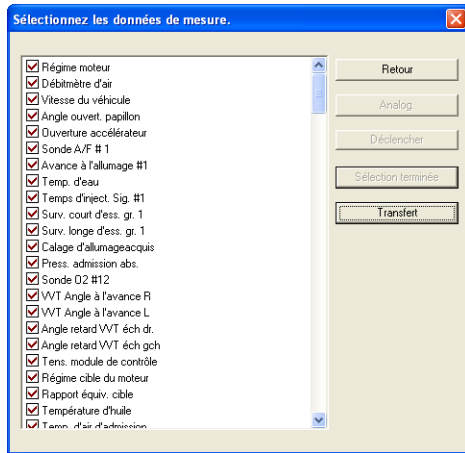 Sélectionnez les données de mesure.
Régime moteur
Débitmètre d'air
Vitesse du véhicule
Angle ouvert. papillon
Ouverture accélérateur
Sonde A/F # 1
Avance à l'allumage #1
Temp. d'eau
Temps d'inject. Sig. #1
Surv. court d'ess. gr. 1
Surv. longe d'ess. gr. 1
Calage d'allumageacquis
Press. admission abs.
Sonde O2 #12
VVT Angle à l'avance R
VVT Angle à l'avance L
Angle retard VVT éch dr.
Angle retard VVT éch gch
Tens. module de contrôle
Régime cible du moteur
Rapport équiv. cible
Température d'huile
Temp. d'air d'admission
Retour
Analog.
Déclencher
Sélection terminée
Transfert